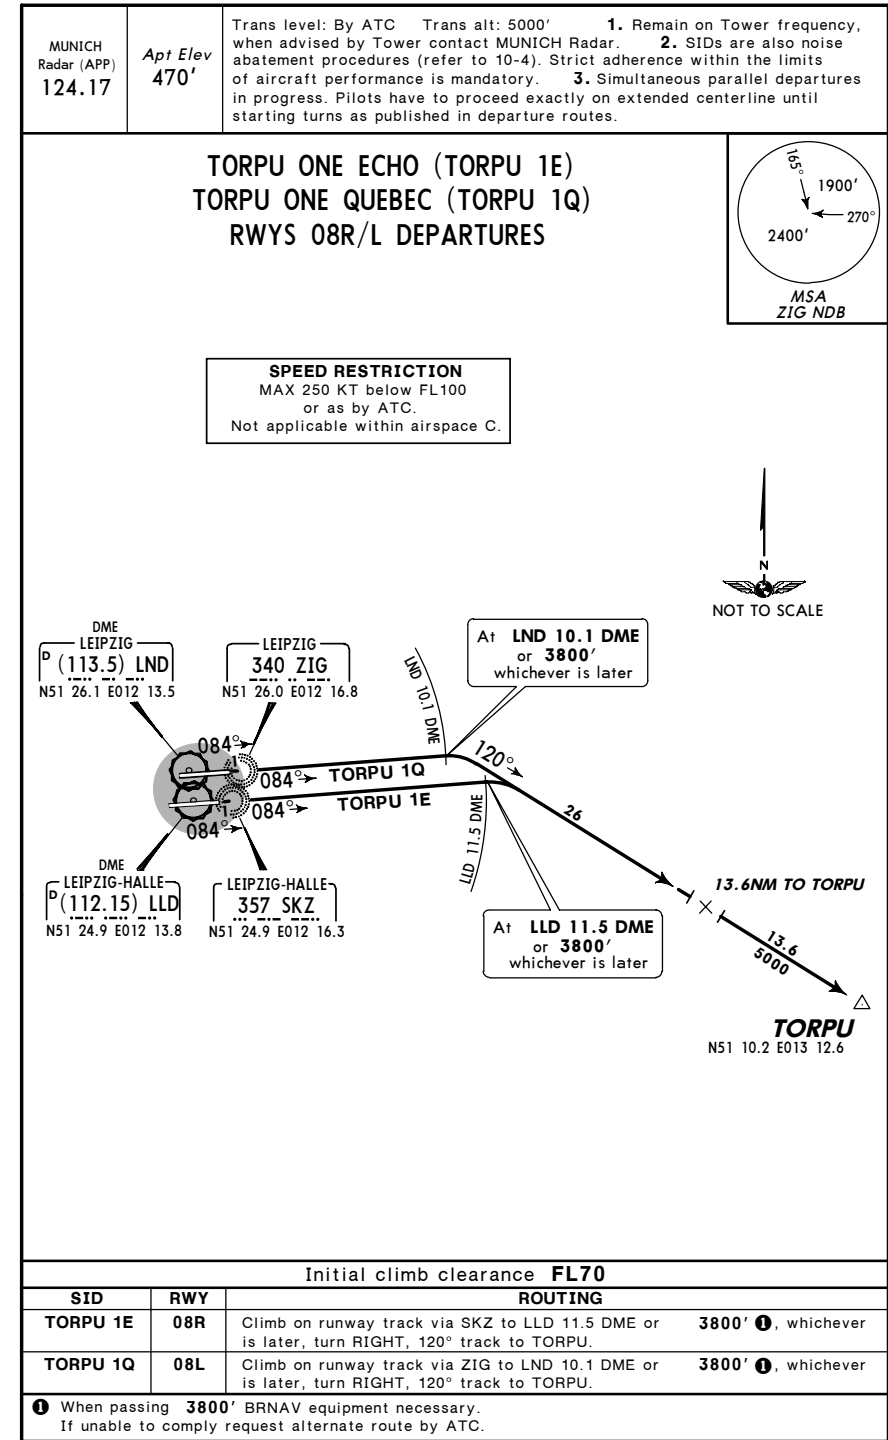 MUNICH
Radar (APP)
124.17
Apt Elev
470'
Trans level: By ATC Trans alt: 5000' 1. Remain on Tower frequency,
when advised by Tower contact MUNICH Radar. 2. SIDs are also noise
abatement procedures (refer to 10-4). Strict adherence within the limits
of aircraft performance is mandatory. 3. Simultaneous parallel departures
in progress. Pilots have to proceed exactly on extended centerline until
starting turns as published in departure routes.
TORPU ONE ECHO (TORPU 1E)
TORPU ONE QUEBEC (TORPU 1Q)
RWYS 08R/L DEPARTURES
165°
1900'
270°
2400'
MSA
ZIG NDB
SPEED RESTRICTION
MAX 250 KT below FL100
or as by ATC.
Not applicable within airspace C.
N
NOT TO SCALE
DME
LEIPZIG
D (113.5) LND
N51 26.1 E012 13.5
LEIPZIG
340 ZIG
N51 26.0 E012 16.8
LND 10.1 DME
At LND 10.1 DME
or 3800'
whichever is later
084°
084°
TORPU 1Q
120°
084°
TORPU 1E
084°
LLD 11.5 DME
26
DME
LEIPZIG-HALLE
D (112.15) LLD
N51 24.9 E012 13.8
LEIPZIG-HALLE
357 SKZ
N51 24.9 E012 16.3
At LLD 11.5 DME
or 3800'
whichever is later
13.6NM TO TORPU
13.6
5000
TORPU
N51 10.2 E013 12.6
Initial climb clearance FL70
SID RWY ROUTING
TORPU 1E 08R Climb on runway track via SKZ to LLD 11.5 DME or 3800' ❶, whichever
is later, turn RIGHT, 120° track to TORPU.
TORPU 1Q 08L Climb on runway track via ZIG to LND 10.1 DME or 3800' ❶, whichever
is later, turn RIGHT, 120° track to TORPU.
❶ When passing 3800' BRNAV equipment necessary.
If unable to comply request alternate route by ATC.